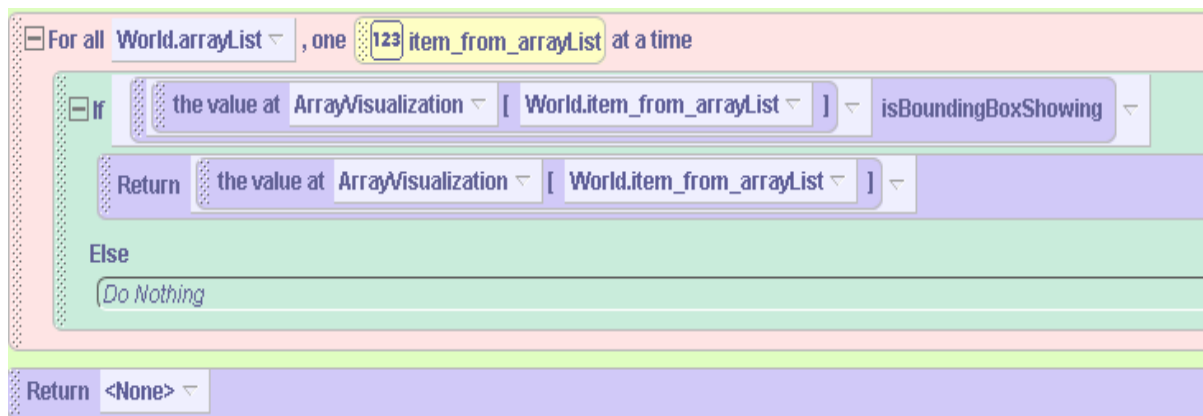 For all World.arrayList , one 123 item_from_arrayList at a time
If the value at ArrayVisualization [ World.item_from_arrayList ] isBoundingBoxShowing
Return the value at ArrayVisualization [ World.item_from_arrayList ]
Else
Do Nothing
Return <None>